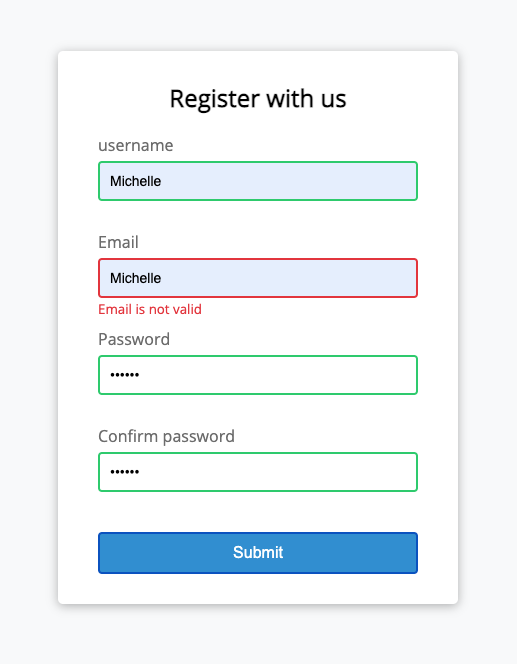 Register with us
username
Michelle
Email
Michelle
Email is not valid
Password
••••••
Confirm password
••••••
Submit